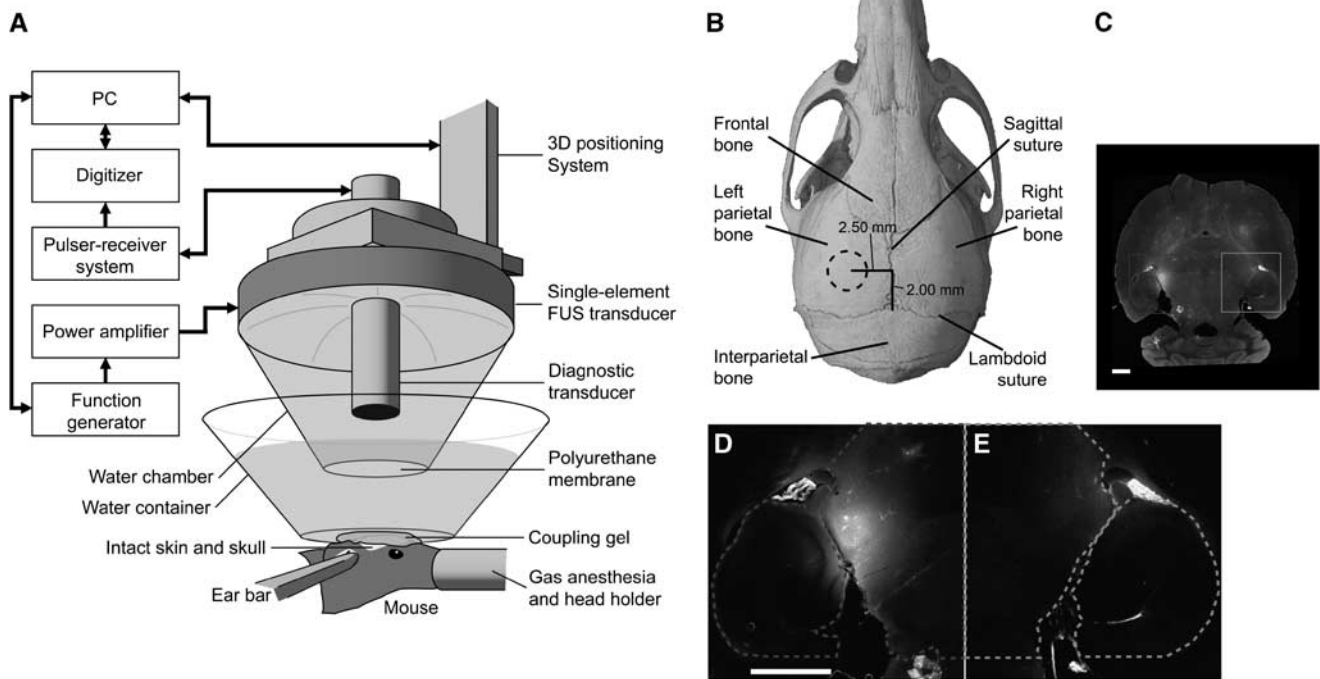 A
PC
Digitizer
Pulser-receiver
system
Power amplifier
Function
generator
3D positioning
System
Single-element
FUS transducer
Diagnostic
transducer
Polyurethane
membrane
Water chamber
Water container
Intact skin and skull
Coupling gel
Ear bar
Mouse
Gas anesthesia
and head holder
B
Frontal
bone
Sagittal
suture
Left
parietal
bone
Right
parietal
bone
2.50 mm
2.00 mm
Interparietal
bone
Lambdoid
suture
C
D
E